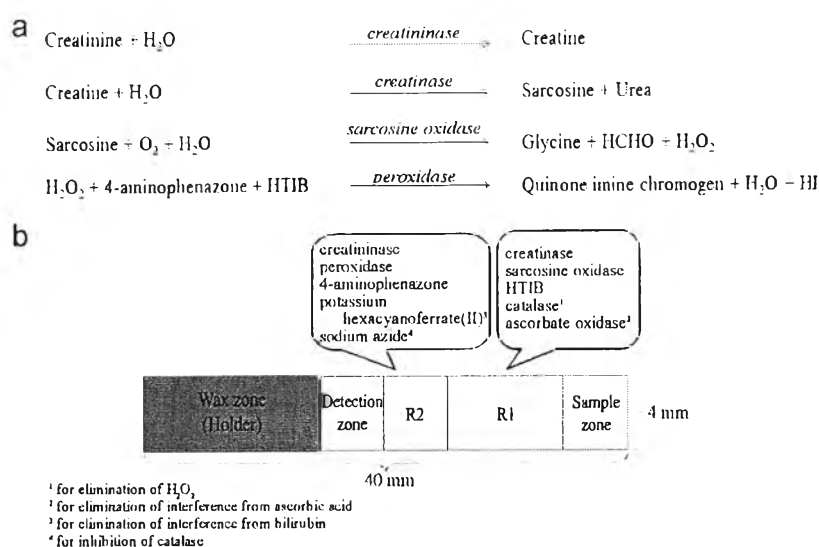 a
Creatinine + H₂O creatininase Creatine
Creatine + H₂O creatinase Sarcosine + Urea
Sarcosine + O₂ + H₂O sarcosine oxidase Glycine + HCHO + H₂O₂
H₂O₂ + 4-aminophenazone + HTIB peroxidase Quinone imine chromogen + H₂O + HI
b
creatininase
peroxidase
4-aminophenazone
potassium
hexacyanoferrate(II)³
sodium azide⁴
creatinase
sarcosine oxidase
HTIB
catalase¹
ascorbate oxidase²
Wax zone
(Holder)
Detection
zone
R2
R1
Sample
zone
4 mm
40 mm
¹ for elimination of H₂O₂
² for elimination of interference from ascorbic acid
³ for elimination of interference from bilirubin
⁴ for inhibition of catalase